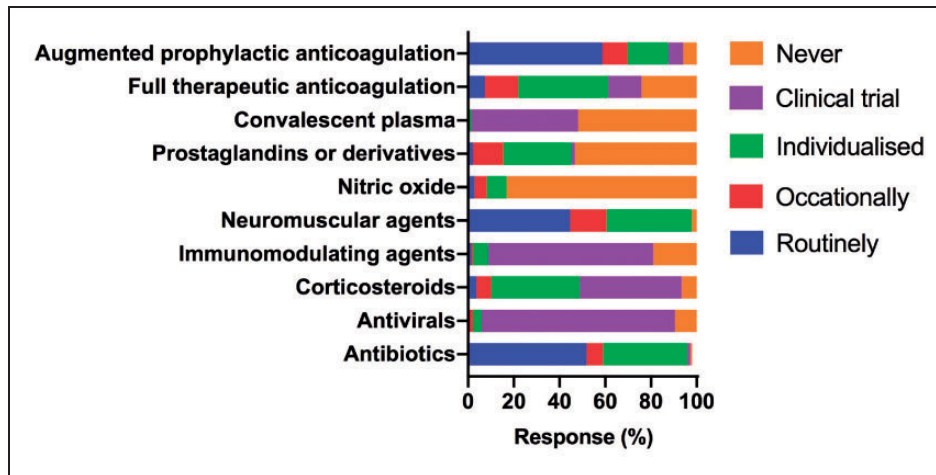 Augmented prophylactic anticoagulation
Full therapeutic anticoagulation
Convalescent plasma
Prostaglandins or derivatives
Nitric oxide
Neuromuscular agents
Immunomodulating agents
Corticosteroids
Antivirals
Antibiotics
0 20 40 60 80 100
Response (%)
Never
Clinical trial
Individualised
Occationally
Routinely